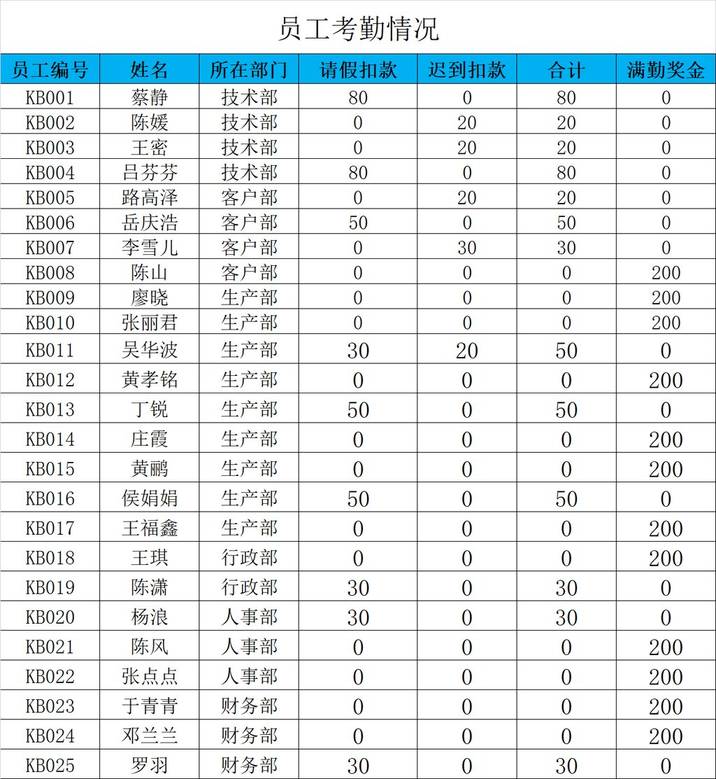 员工考勤情况
员工编号 姓名 所在部门 请假扣款 迟到扣款 合计 满勤奖金
KB001 蔡静 技术部 80 0 80 0
KB002 陈媛 技术部 0 20 20 0
KB003 王密 技术部 0 20 20 0
KB004 吕芬芬 技术部 80 0 80 0
KB005 路高泽 客户部 0 20 20 0
KB006 岳庆浩 客户部 50 0 50 0
KB007 李雪儿 客户部 0 30 30 0
KB008 陈山 客户部 0 0 0 200
KB009 廖晓 生产部 0 0 0 200
KB010 张丽君 生产部 0 0 0 200
KB011 吴华波 生产部 30 20 50 0
KB012 黄孝铭 生产部 0 0 0 200
KB013 丁锐 生产部 50 0 50 0
KB014 庄霞 生产部 0 0 0 200
KB015 黄鹂 生产部 0 0 0 200
KB016 侯娟娟 生产部 50 0 50 0
KB017 王福鑫 生产部 0 0 0 200
KB018 王琪 行政部 0 0 0 200
KB019 陈潇 行政部 30 0 30 0
KB020 杨浪 人事部 30 0 30 0
KB021 陈风 人事部 0 0 0 200
KB022 张点点 人事部 0 0 0 200
KB023 于青青 财务部 0 0 0 200
KB024 邓兰兰 财务部 0 0 0 200
KB025 罗羽 财务部 30 0 30 0